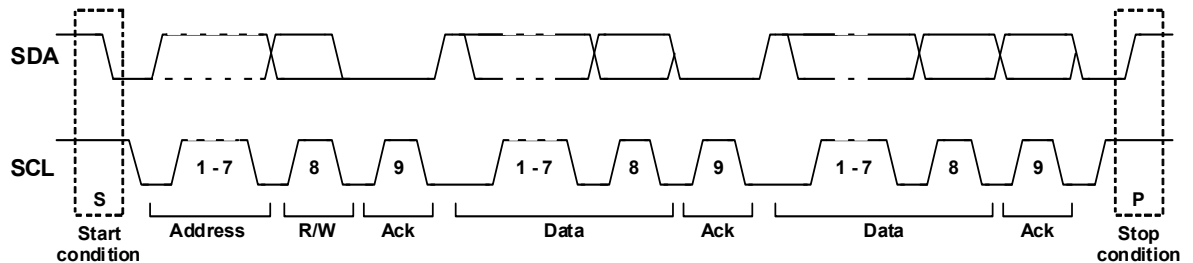 SDA
SCL
1 - 7 8 9 1 - 7 8 9 1 - 7 8 9
S P
Address R/W Ack Data Ack Data Ack
Start condition
Stop condition